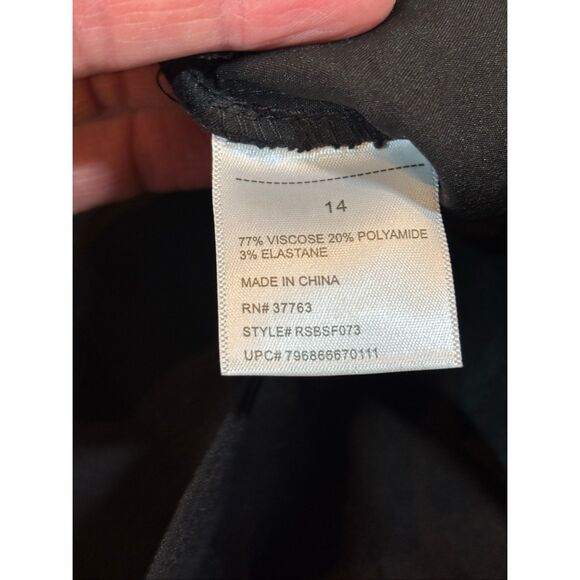 14
77% VISCOSE 20% POLYAMIDE
3% ELASTANE
MADE IN CHINA
RN# 37763
STYLE# RSBSF073
UPC# 796866670111